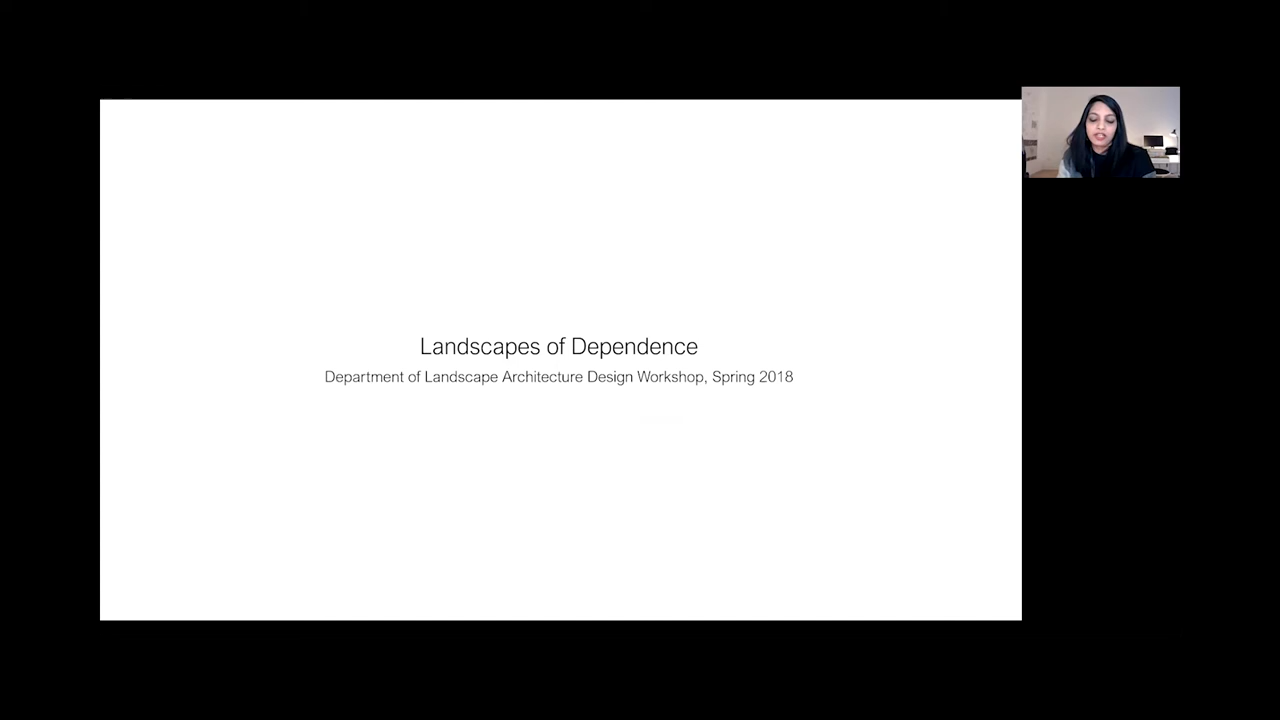 Landscapes of Dependence
Department of Landscape Architecture Design Workshop, Spring 2018